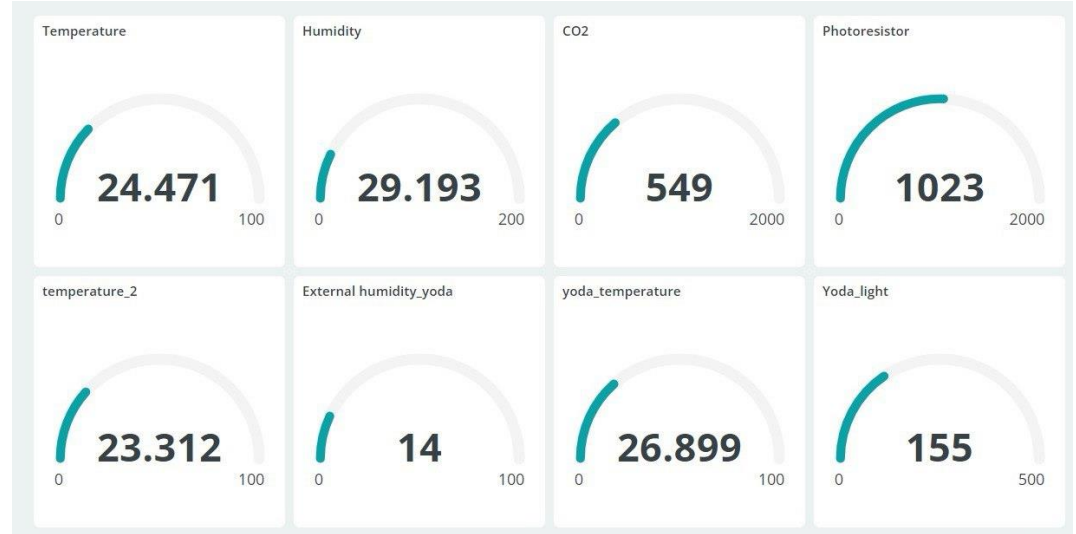 Temperature
24.471
0 100
Humidity
29.193
0 200
CO2
549
0 2000
Photoresistor
1023
0 2000
temperature_2
23.312
0 100
External humidity_yoda
14
0 100
yoda_temperature
26.899
0 100
Yoda_light
155
0 500